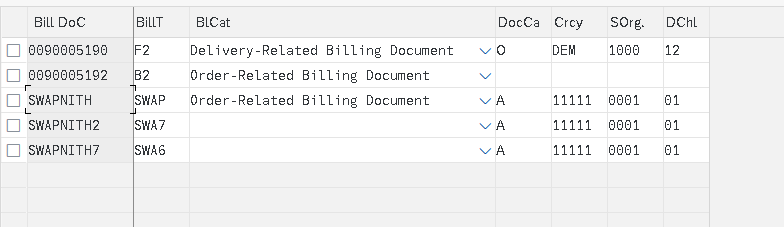 Bill DoC BillT BlCat DocCa Crcy SOrg. DChl
0090005190 F2 Delivery-Related Billing Document O DEM 1000 12
0090005192 B2 Order-Related Billing Document
SWAPNITH SWAP Order-Related Billing Document A 11111 0001 01
SWAPNITH2 SWA7 A 11111 0001 01
SWAPNITH7 SWA6 A 11111 0001 01